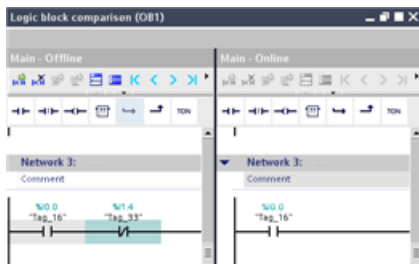 Logic block comparison (OB1)
Main - Offline
Main - Online
TON
TON
Network 3: .....
Comment
Network 3: .....
Comment
%I0.0
"Tag_16"
%I1.4
"Tag_33"
%I0.0
"Tag_16"